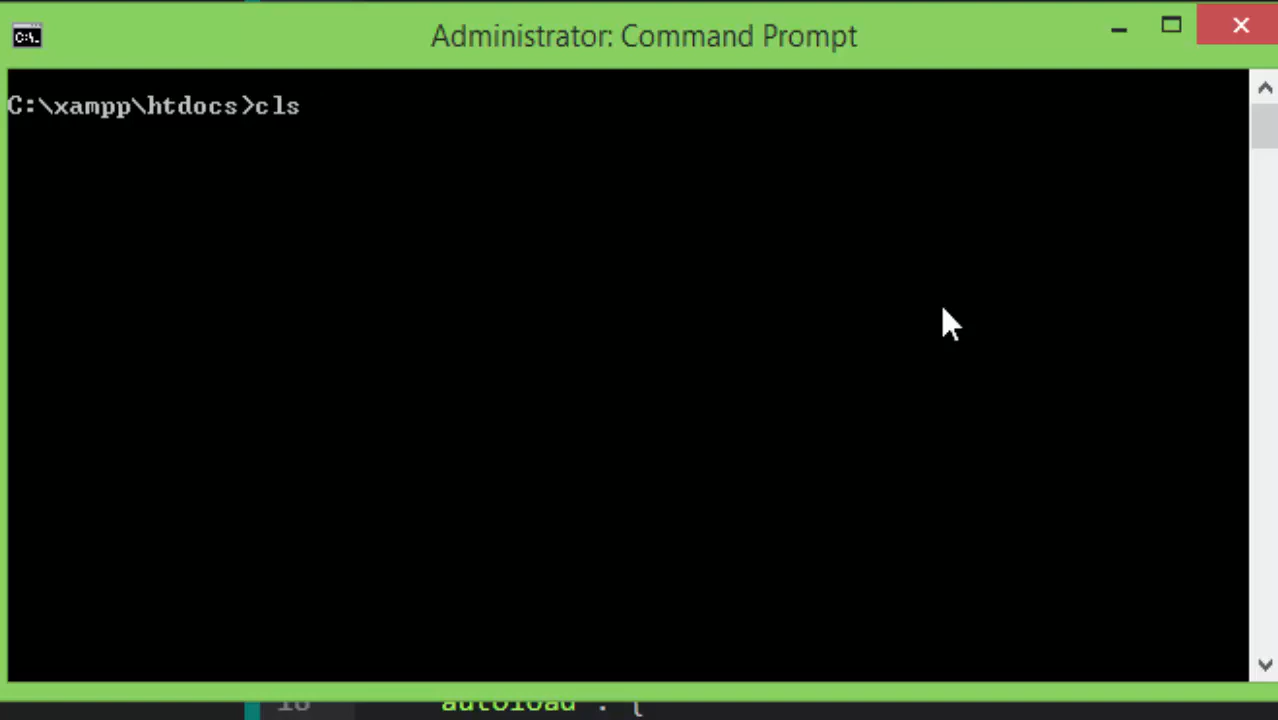 Administrator: Command Prompt
C:\xampp\htdocs>cls
autoload : {